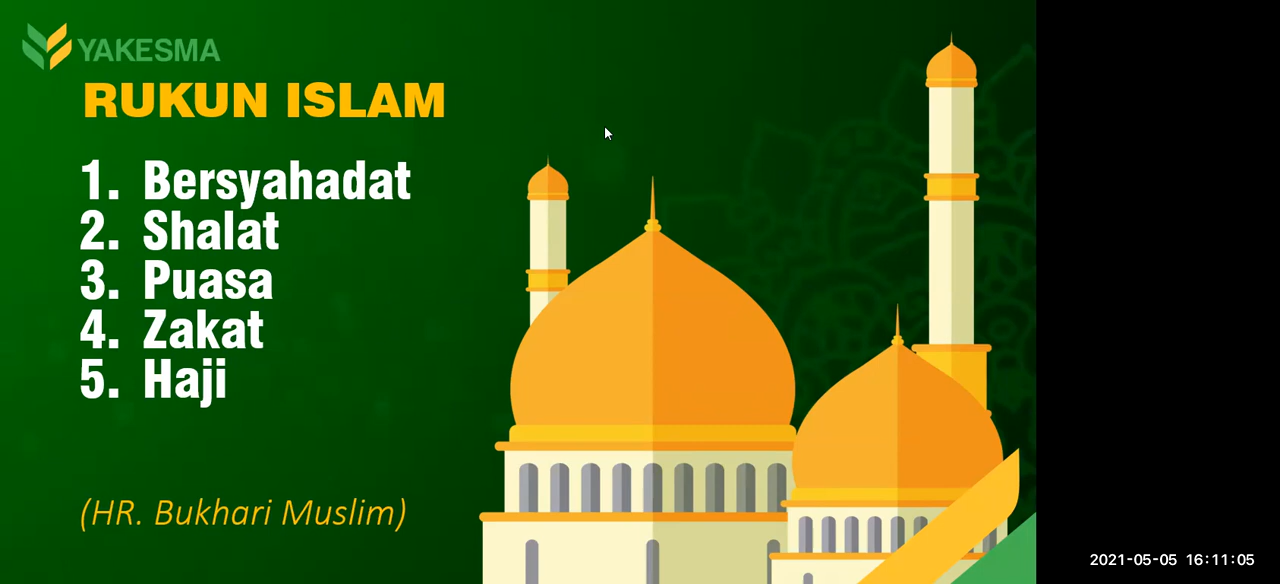 YAKESMA
RUKUN ISLAM
1. Bersyahadat
2. Shalat
3. Puasa
4. Zakat
5. Haji
(HR. Bukhari Muslim)
2021-05-05 16:11:05